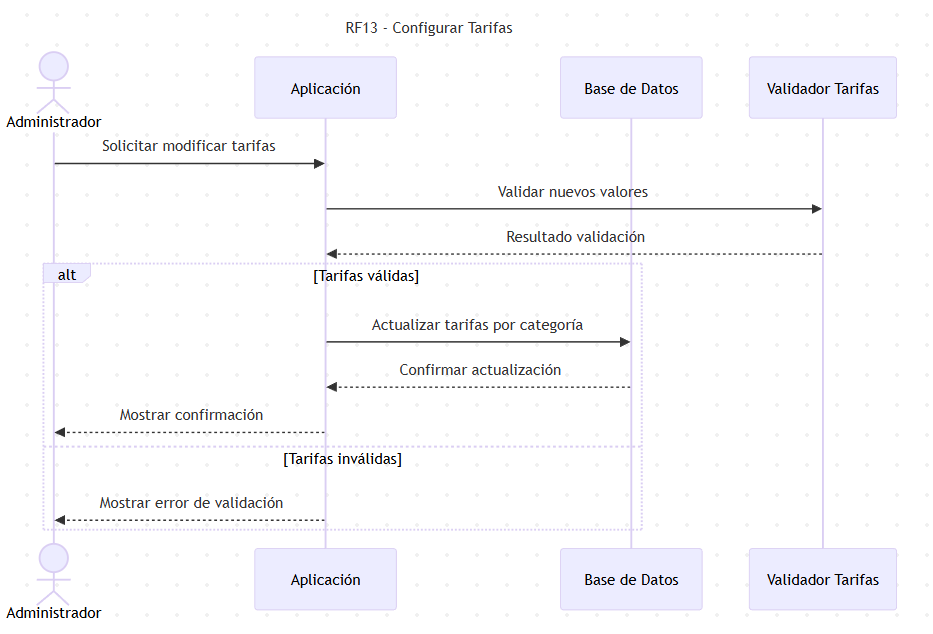 RF13 - Configurar Tarifas
Administrador
Aplicación
Base de Datos
Validador Tarifas
Solicitar modificar tarifas
Validar nuevos valores
Resultado validación
alt
[Tarifas válidas]
Actualizar tarifas por categoría
Confirmar actualización
Mostrar confirmación
[Tarifas inválidas]
Mostrar error de validación
Administrador
Aplicación
Base de Datos
Validador Tarifas